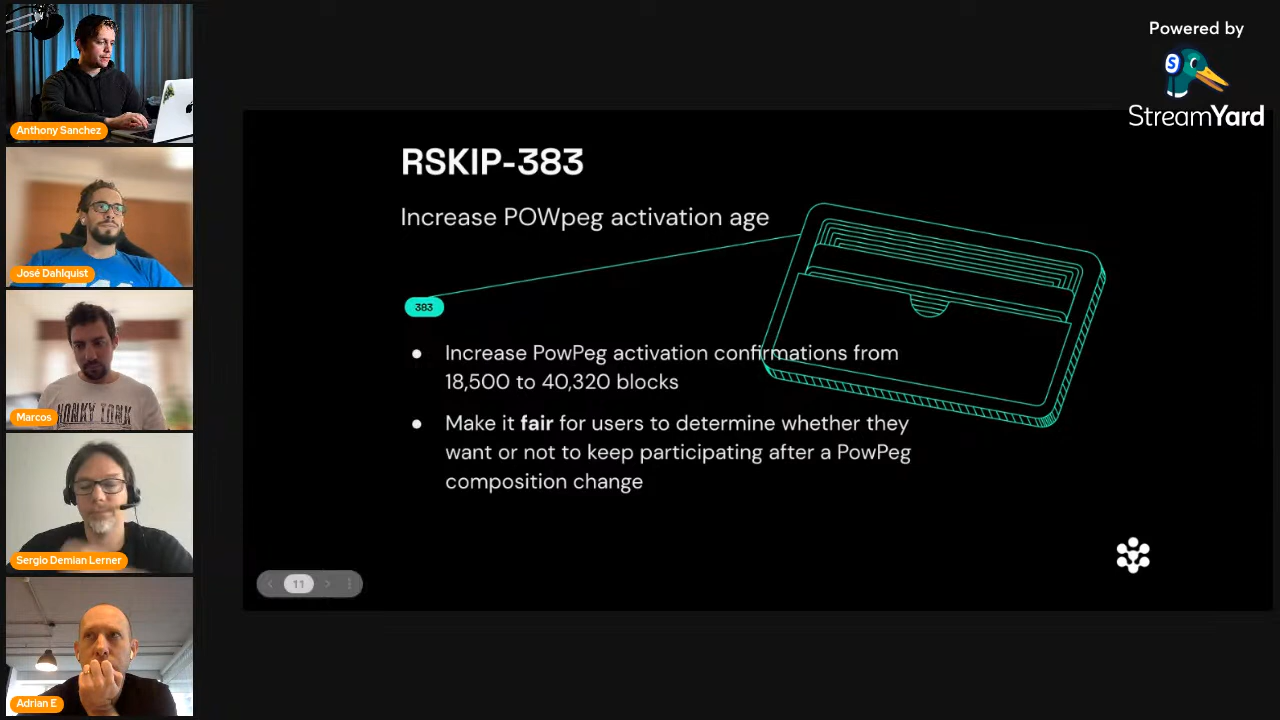 Powered by
StreamYard
Anthony Sanchez
José Dahlquist
HONKY TONK
Marcos
Sergio Demian Lerner
Adrian E
RSKIP-383
Increase POWpeg activation age
383
● Increase PowPeg activation confirmations from
18,500 to 40,320 blocks
● Make it fair for users to determine whether they
want or not to keep participating after a PowPeg
composition change
11